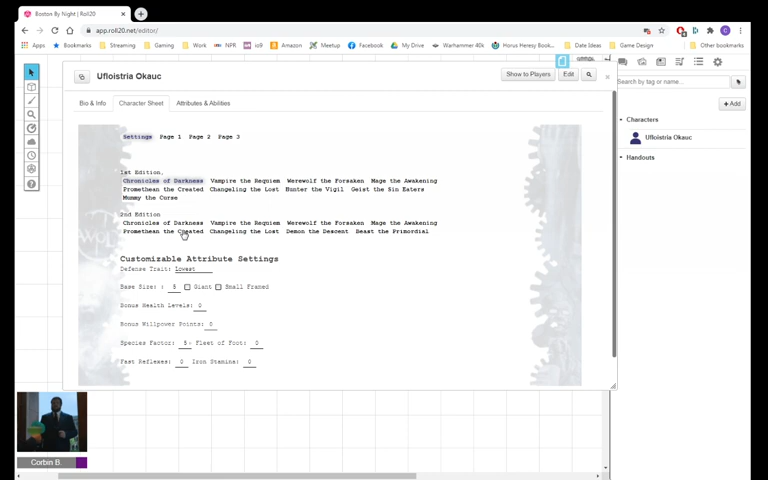 Boston By Night | Roll20
app.roll20.net/editor/
Apps Bookmarks Streaming Gaming Work NPR io9 Amazon Meetup Facebook My Drive Warhammer 40k Horus Heresy Book... Date Ideas Game Design Other bookmarks
Ufloistria Okauc
Show to Players Edit
Search by tag or name...
Bio & Info Character Sheet Attributes & Abilities
+ Add
Characters
Ufloistria Okauc
Handouts
Settings Page 1 Page 2 Page 3
1st Edition.
Chronicles of Darkness Vampire the Requiem Werewolf the Forsaken Mage the Awakening
Promethean the Created Changeling the Lost Hunter the Vigil Geist the Sin Eaters
Mummy the Curse
2nd Edition
Chronicles of Darkness Vampire the Requiem Werewolf the Forsaken Mage the Awakening
Promethean the Created Changeling the Lost Demon the Descent Beast the Primordial
Customizable Attribute Settings
Defense Trait: Lowest
Base Size: : 5 Giant Small Framed
Bonus Health Levels: 0
Bonus Willpower Points: 0
Species Factor: 5 Fleet of Foot: 0
Fast Reflexes: 0 Iron Stamina: 0
Corbin B.